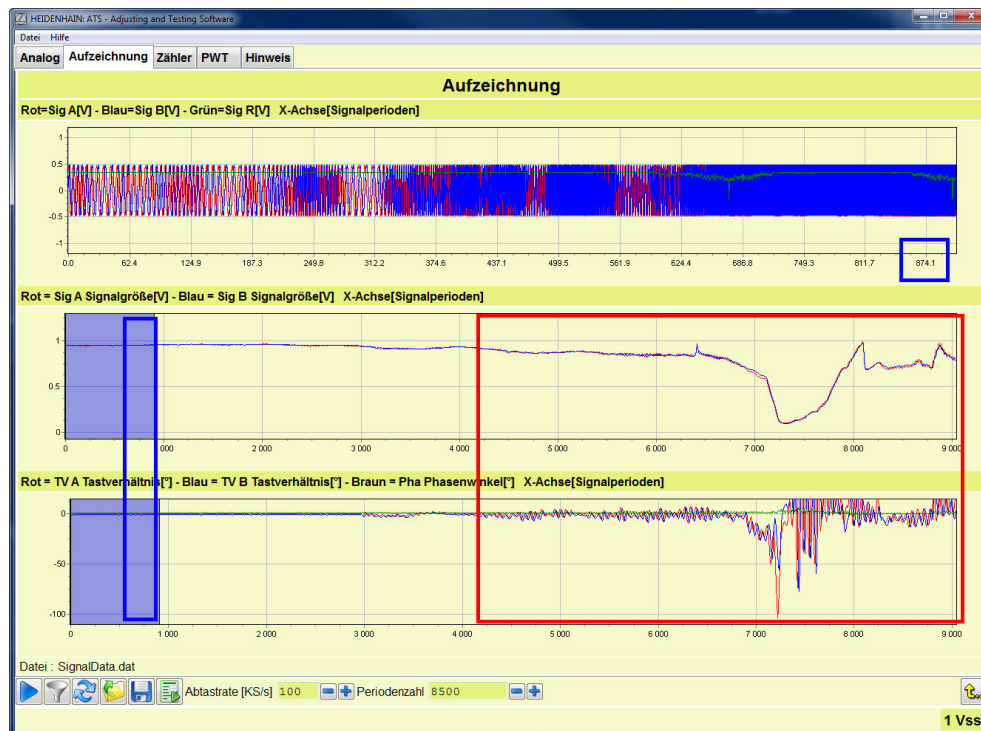 HEIDENHAIN: ATS - Adjusting and Testing Software
Datei Hilfe
Analog Aufzeichnung Zähler PWT Hinweis
Aufzeichnung
Rot=Sig A[V] - Blau=Sig B[V] - Grün=Sig R[V] X-Achse[Signalperioden]
1
0.5
0
-0.5
-1
0.0 62.4 124.9 187.3 249.8 312.2 374.6 437.1 499.5 561.9 624.4 686.8 749.3 811.7 874.1
Rot = Sig A Signalgröße[V] - Blau = Sig B Signalgröße[V] X-Achse[Signalperioden]
1
0.5
0
0 000 2 000 3 000 4 000 5 000 6 000 7 000 8 000 9 000
Rot = TV A Tastverhältnis[°] - Blau = TV B Tastverhältnis[°] - Braun = Pha Phasenwinkel[°] X-Achse[Signalperioden]
0
-50
-100
0 1 000 2 000 3 000 4 000 5 000 6 000 7 000 8 000 9 000
Datei : SignalData.dat
Abtastrate [KS/s] 100 Periodenzahl 8500
1 Vss